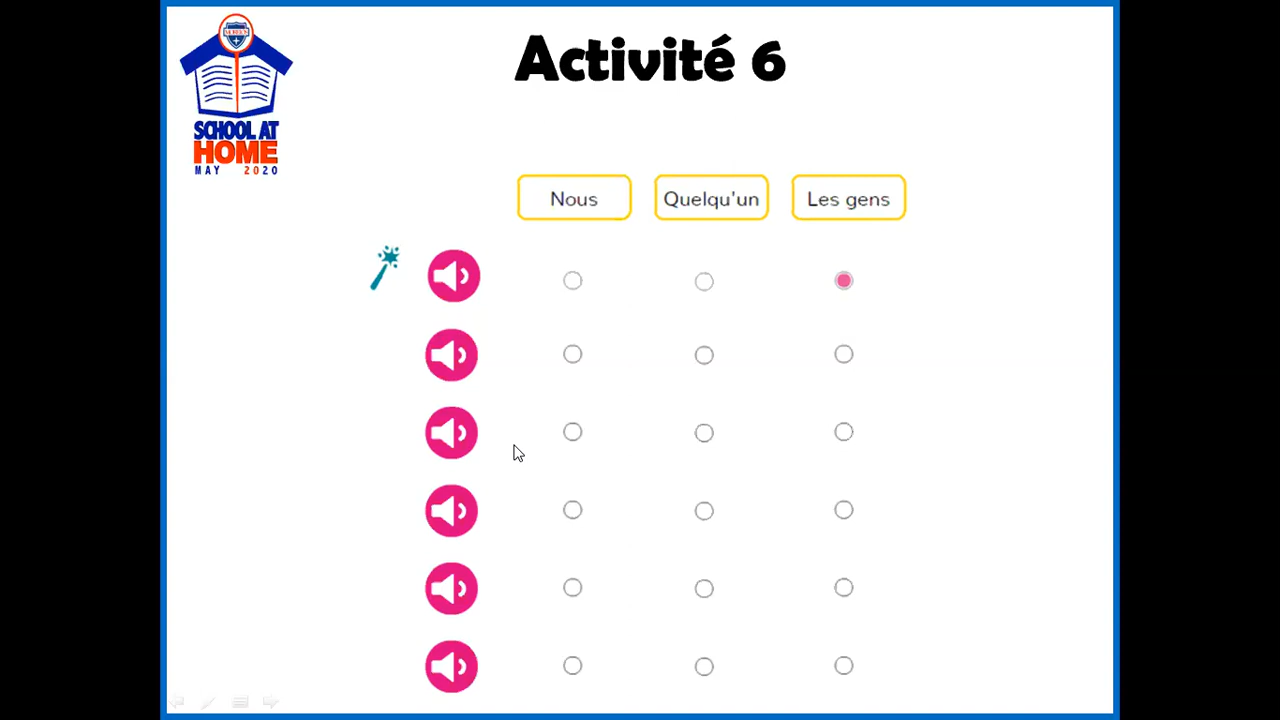 Activité 6
SCHOOL AT
HOME
MAY 2020
Nous
Quelqu'un
Les gens